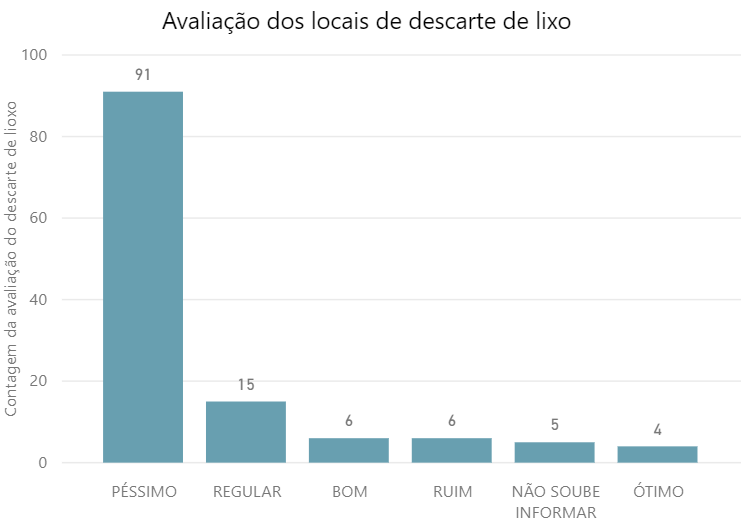 Avaliação dos locais de descarte de lixo
Contagem da avaliação do descarte de lioxo
100
80
60
40
20
0
91
15
6
6
5
4
PÉSSIMO
REGULAR
BOM
RUIM
NÃO SOUBE
INFORMAR
ÓTIMO